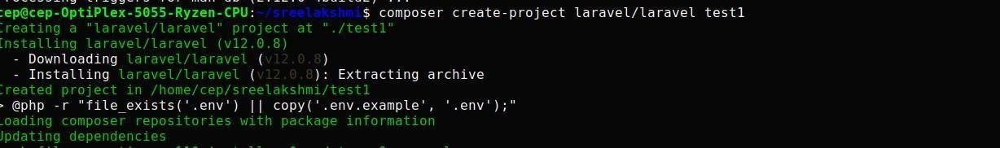 cep@cep-OptiPlex-5055-Ryzen-CPU:~/sreelakshmi$ composer create-project laravel/laravel test1
Creating a "laravel/laravel" project at "./test1"
Installing laravel/laravel (v12.0.8)
- Downloading laravel/laravel (v12.0.8)
- Installing laravel/laravel (v12.0.8): Extracting archive
Created project in /home/cep/sreelakshmi/test1
> @php -r "file_exists('.env') || copy('.env.example', '.env');"
Loading composer repositories with package information
Updating dependencies